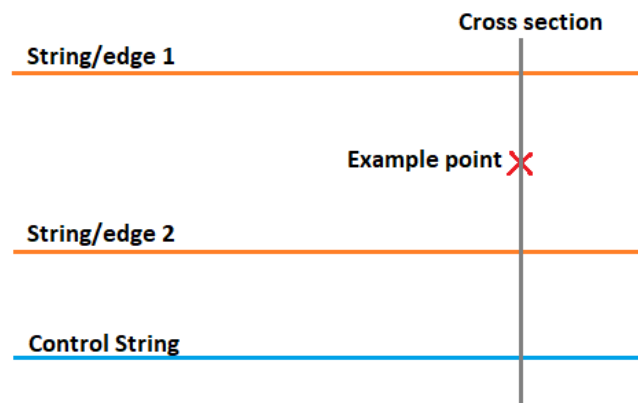 Cross section
String/edge 1
Example point
String/edge 2
Control String